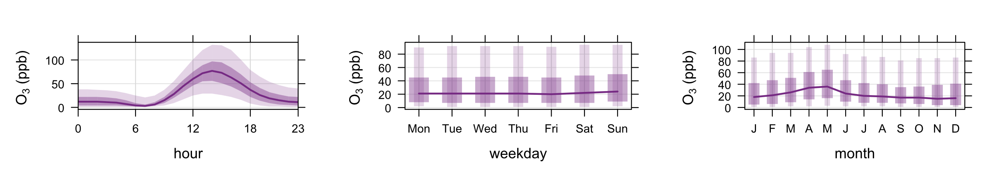 O₃ (ppb)
100
50
0
0 6 12 18 23
hour
O₃ (ppb)
80
60
40
20
0
Mon Tue Wed Thu Fri Sat Sun
weekday
O₃ (ppb)
100
80
60
40
20
0
J F M A M J J A S O N D
month